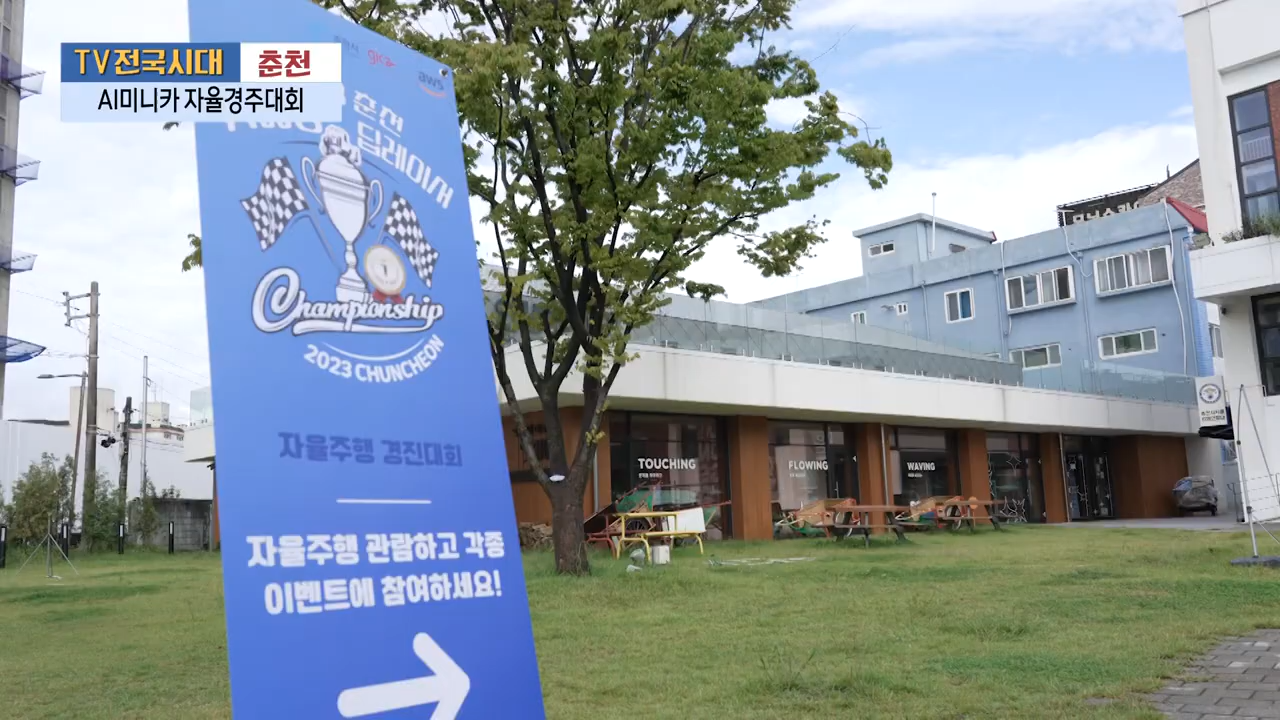 TV전국시대 춘천
AI미니카 자율경주대회
aws
춘천
딥레이서
Championship
2023 CHUNCHEON
자율주행 경진대회
자율주행 관람하고 각종
이벤트에 참여하세요!
TOUCHING
FLOWING
WAVING